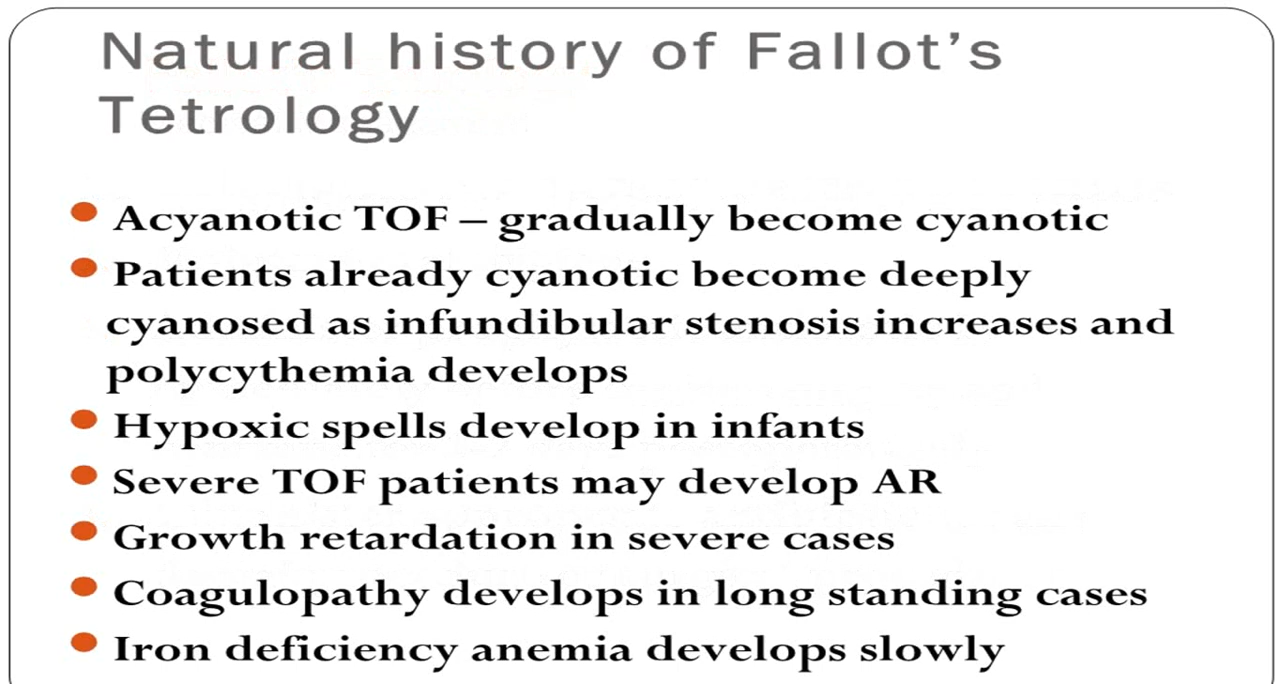 Natural history of Fallot’s
Tetrology
Acyanotic TOF – gradually become cyanotic
Patients already cyanotic become deeply
cyanosed as infundibular stenosis increases and
polycythemia develops
Hypoxic spells develop in infants
Severe TOF patients may develop AR
Growth retardation in severe cases
Coagulopathy develops in long standing cases
Iron deficiency anemia develops slowly